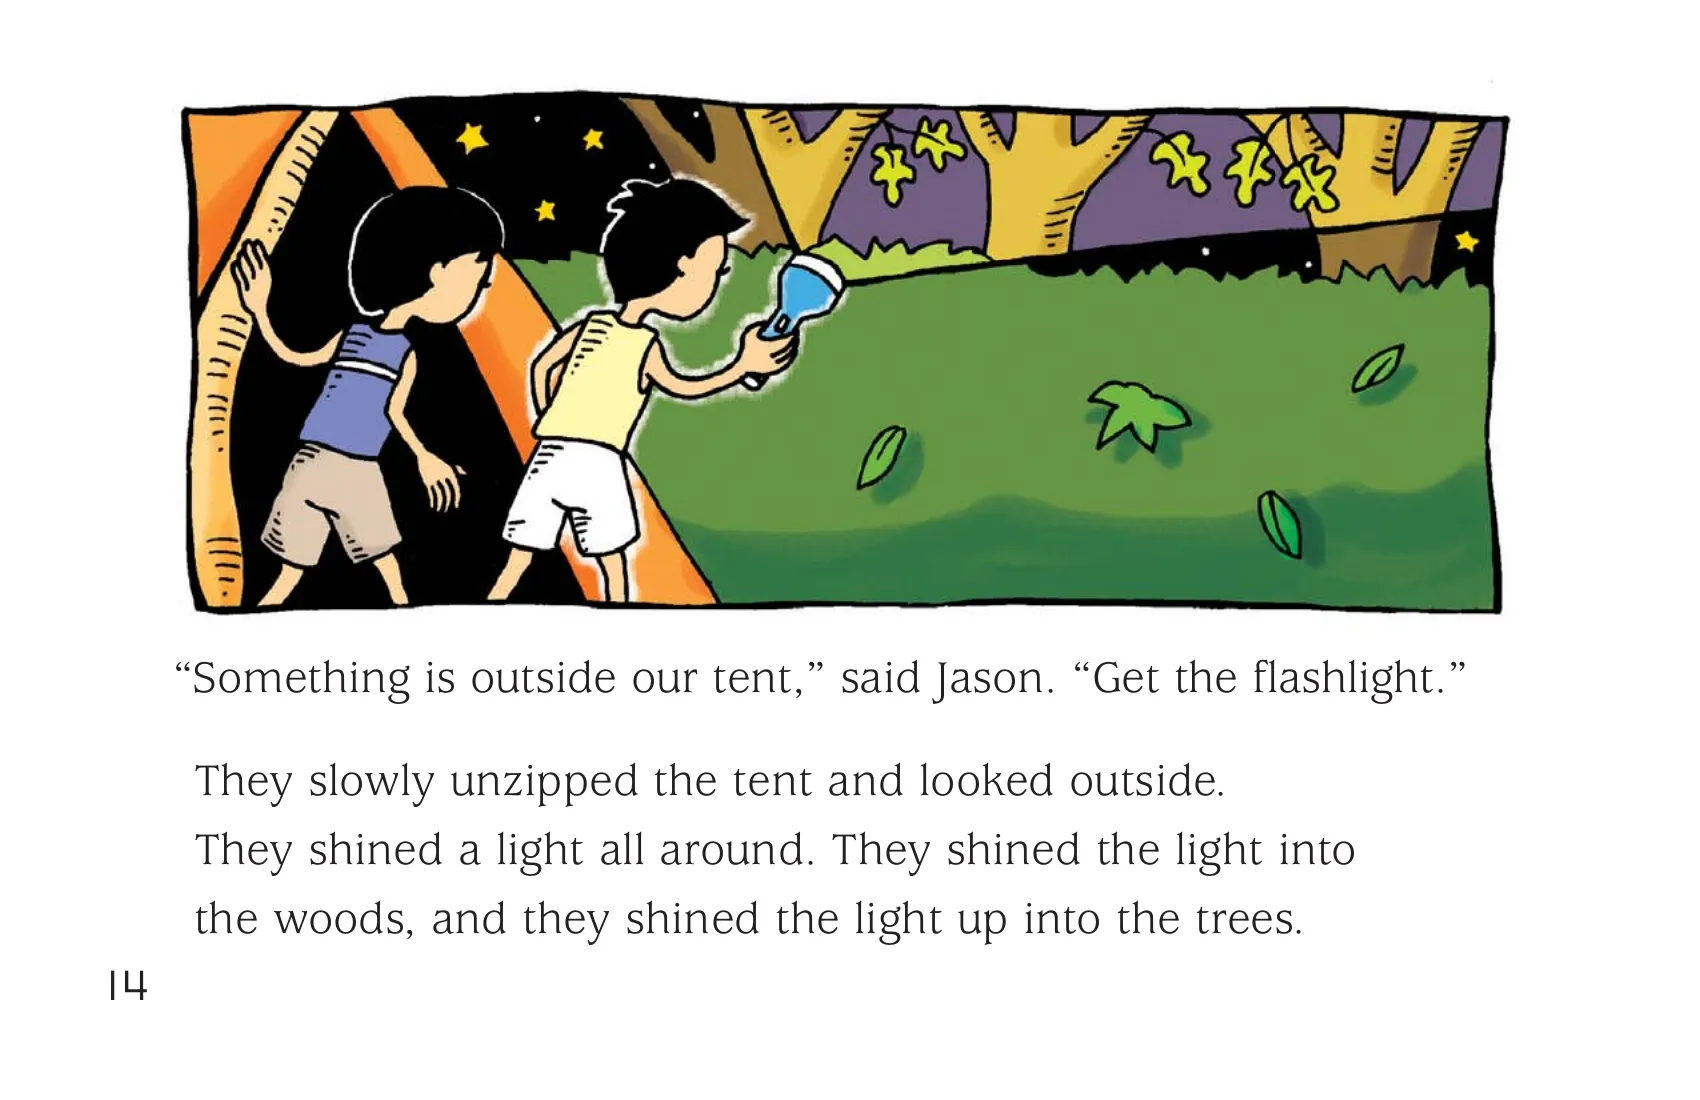 “Something is outside our tent,” said Jason. “Get the flashlight.”
They slowly unzipped the tent and looked outside.
They shined a light all around. They shined the light into
the woods, and they shined the light up into the trees.
14